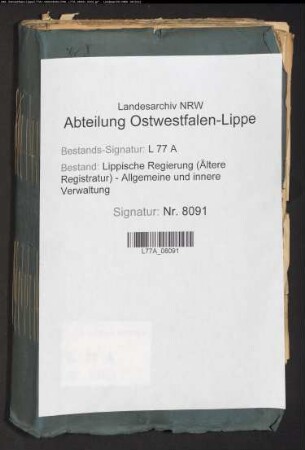 Landesarchiv NRW
Abteilung Ostwestfalen-Lippe
Bestands-Signatur: L 77 A
Bestand: Lippische Regierung (Ältere
Registratur) - Allgemeine und innere
Verwaltung
Signatur: Nr. 8091
L77A_08091